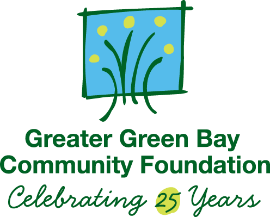 Greater Green Bay
Community Foundation
Celebrating 25 Years